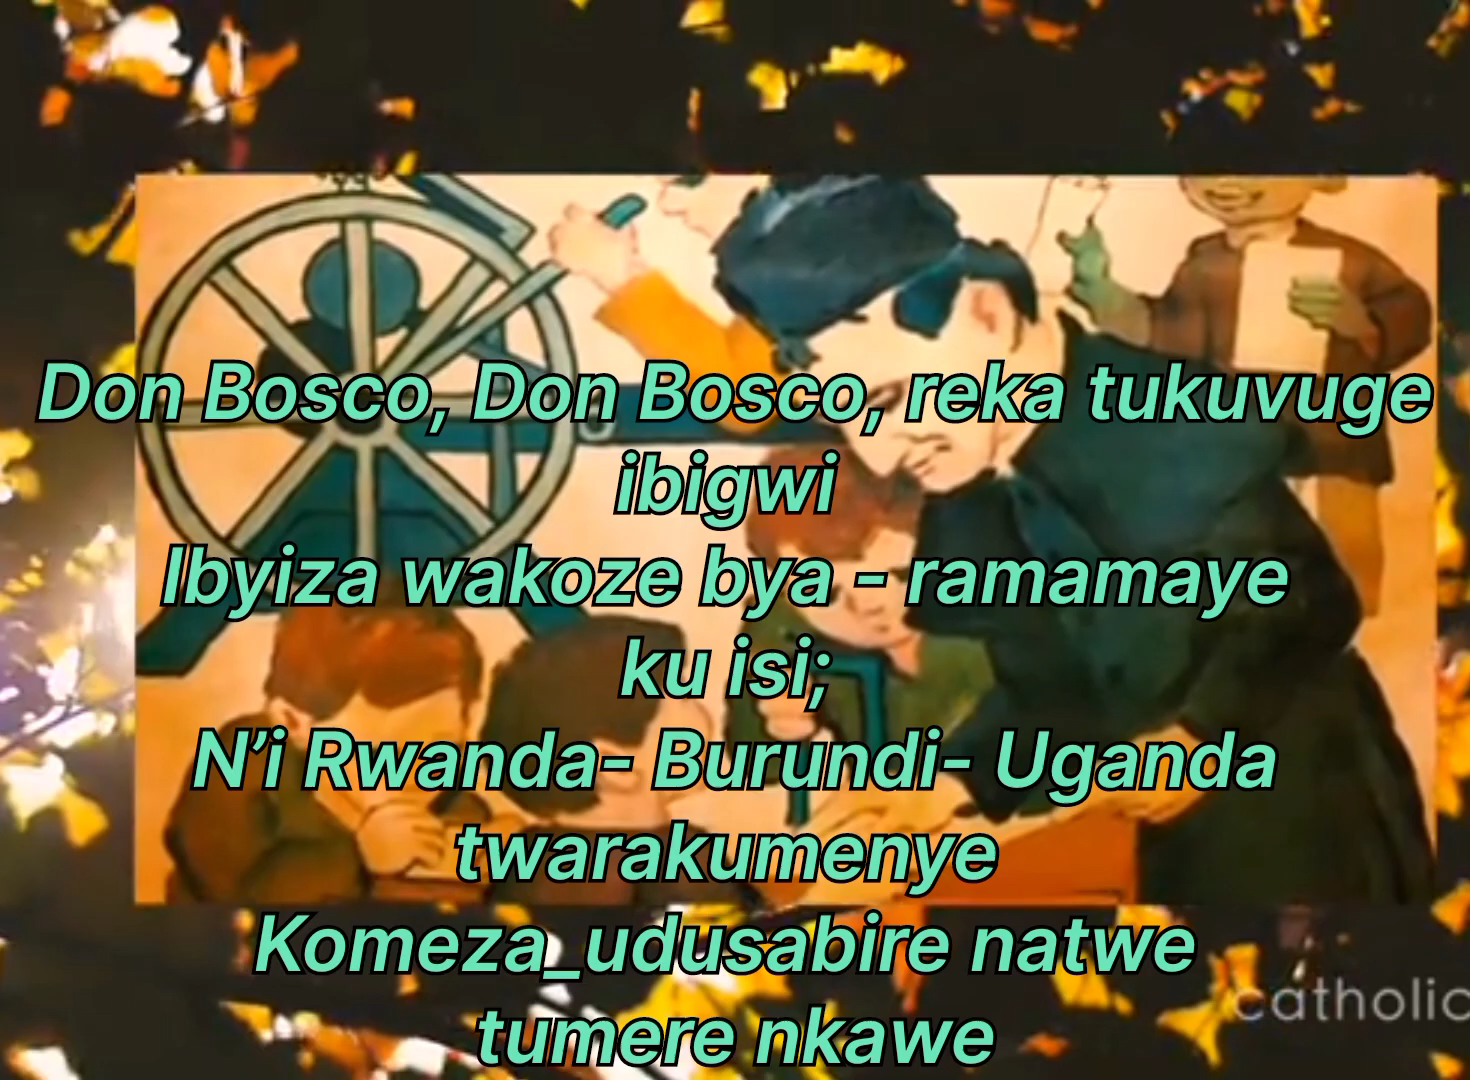 Don Bosco, Don Bosco, reka tukuvuge
ibigwi
Ibyiza wakoze bya - ramamaye
ku isi;
N'i Rwanda- Burundi- Uganda
twarakumenye
Komeza_udusabire natwe
tumere nkawe
catholic